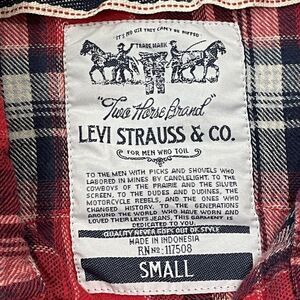 "IT'S NO USE THEY CAN'T BE RIPPED"
TRADE MARK
"Two Horse Brand"
LEVI STRAUSS & CO.
FOR MEN WHO TOIL
TO THE MEN WITH PICKS AND SHOVELS WHO
LABORED IN MINES BY CANDLELIGHT. TO THE
COWBOYS OF THE PRAIRIE AND THE SILVER
SCREEN, TO THE DUDES AND DUDINES, THE
MOTORCYCLE REBELS, AND THE ONES WHO
CHANGED HISTORY. TO THE GENERATIONS
AROUND THE WORLD WHO HAVE WORN AND
LOVED THEIR LEVI'S JEANS, THIS GARMENT IS
DEDICATED TO YOU.
QUALITY NEVER GOES OUT OF STYLE
MADE IN INDONESIA
RN Nº: 117508
SMALL